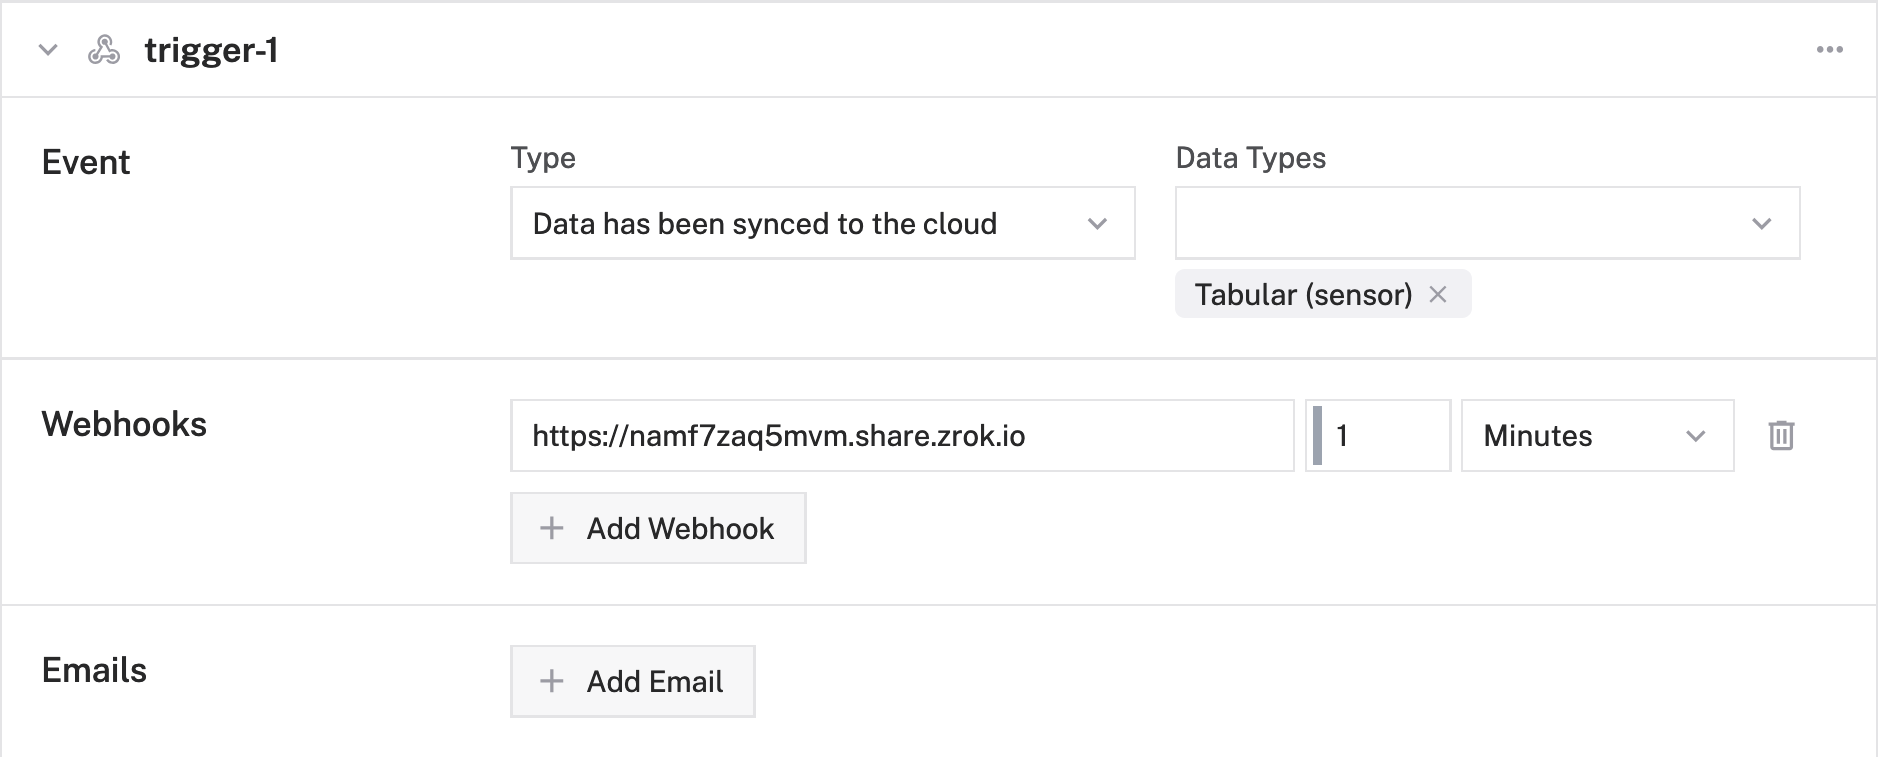 trigger-1
Event
Type
Data Types
Data has been synced to the cloud
Tabular (sensor)
Webhooks
https://namf7zaq5mvm.share.zrok.io
1
Minutes
Add Webhook
Emails
Add Email